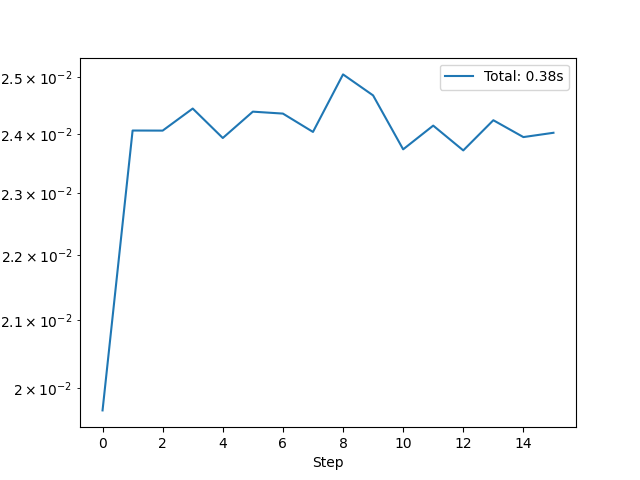 Total: 0.38s
2.5 × 10⁻²
2.4 × 10⁻²
2.3 × 10⁻²
2.2 × 10⁻²
2.1 × 10⁻²
2 × 10⁻²
0 2 4 6 8 10 12 14
Step